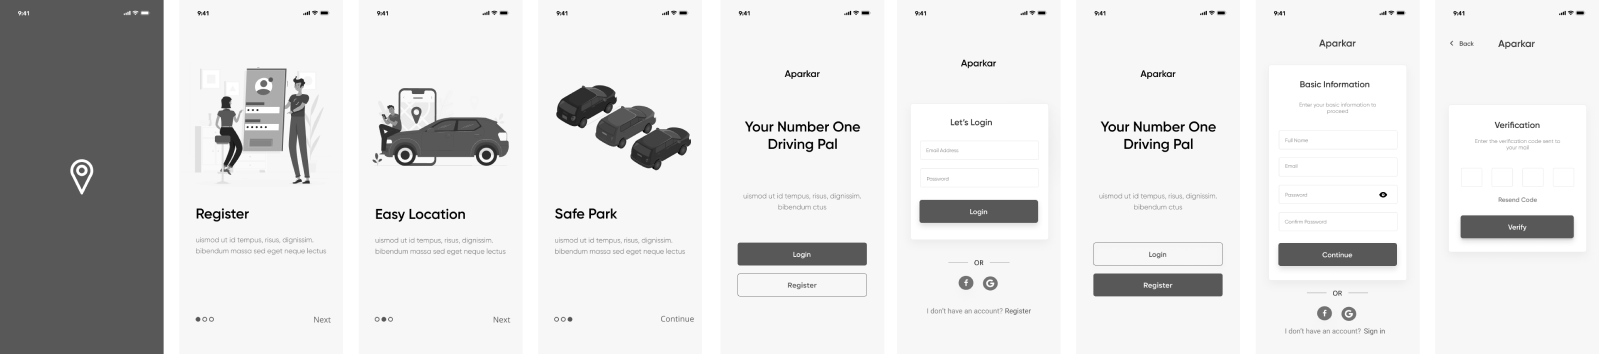 9:41
9:41
Register
uismod ut id tempus, risus, dignissim.
bibendum massa sed eget neque lectus
Next
9:41
Easy Location
uismod ut id tempus, risus, dignissim.
bibendum massa sed eget neque lectus
Next
9:41
Safe Park
uismod ut id tempus, risus, dignissim.
bibendum massa sed eget neque lectus
Continue
9:41
Aparkar
Your Number One
Driving Pal
uismod ut id tempus, risus, dignissim.
bibendum ctus
Login
Register
9:41
Aparkar
Let's Login
Email Address
Password
Login
OR
f G
I don't have an account? Register
9:41
Aparkar
Your Number One
Driving Pal
uismod ut id tempus, risus, dignissim.
bibendum ctus
Login
Register
9:41
Aparkar
Basic Information
Enter your basic information to
proceed
Full Name
Email
Password
Confirm Password
Continue
OR
f G
I don't have an account? Sign in
9:41
Back Aparkar
Verification
Enter the verification code sent to
your mail
Resend Code
Verify